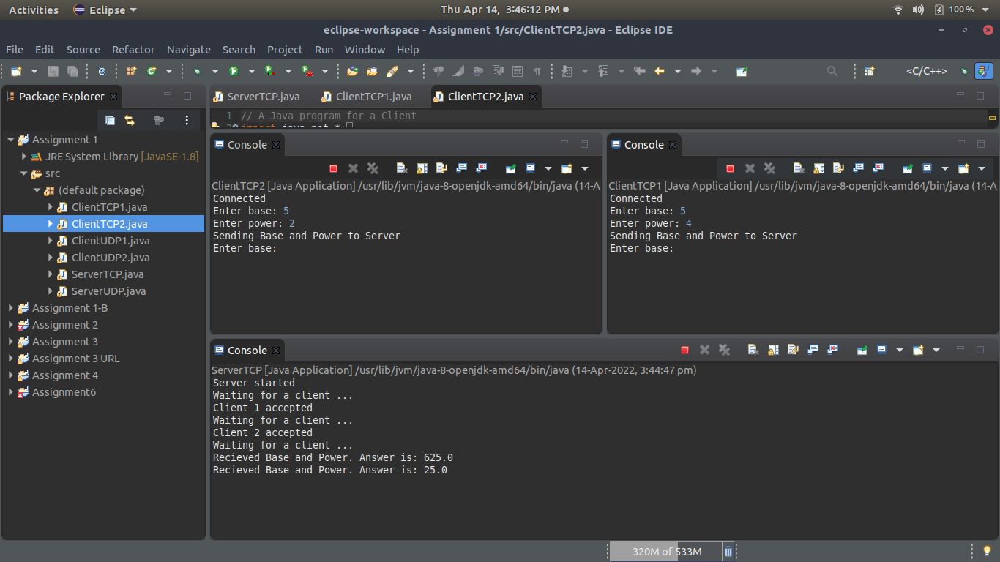 Activities Eclipse Thu Apr 14, 3:46:12 PM 100 %
eclipse-workspace - Assignment 1/src/ClientTCP2.java - Eclipse IDE
File Edit Source Refactor Navigate Search Project Run Window Help
<C/C++>
Package Explorer
Assignment 1
JRE System Library [JavaSE-1.8]
src
(default package)
ClientTCP1.java
ClientTCP2.java
ClientUDP1.java
ClientUDP2.java
ServerTCP.java
ServerUDP.java
Assignment 1-B
Assignment 2
Assignment 3
Assignment 3 URL
Assignment 4
Assignment6
ServerTCP.java ClientTCP1.java ClientTCP2.java
1 // A Java program for a Client
import java.net.*;
Console
ClientTCP2 [Java Application] /usr/lib/jvm/java-8-openjdk-amd64/bin/java (14-A
Connected
Enter base: 5
Enter power: 2
Sending Base and Power to Server
Enter base:
Console
ClientTCP1 [Java Application] /usr/lib/jvm/java-8-openjdk-amd64/bin/java (14-A
Connected
Enter base: 5
Enter power: 4
Sending Base and Power to Server
Enter base:
Console
ServerTCP [Java Application] /usr/lib/jvm/java-8-openjdk-amd64/bin/java (14-Apr-2022, 3:44:47 pm)
Server started
Waiting for a client ...
Client 1 accepted
Waiting for a client ...
Client 2 accepted
Waiting for a client ...
Recieved Base and Power. Answer is: 625.0
Recieved Base and Power. Answer is: 25.0
320M of 533M